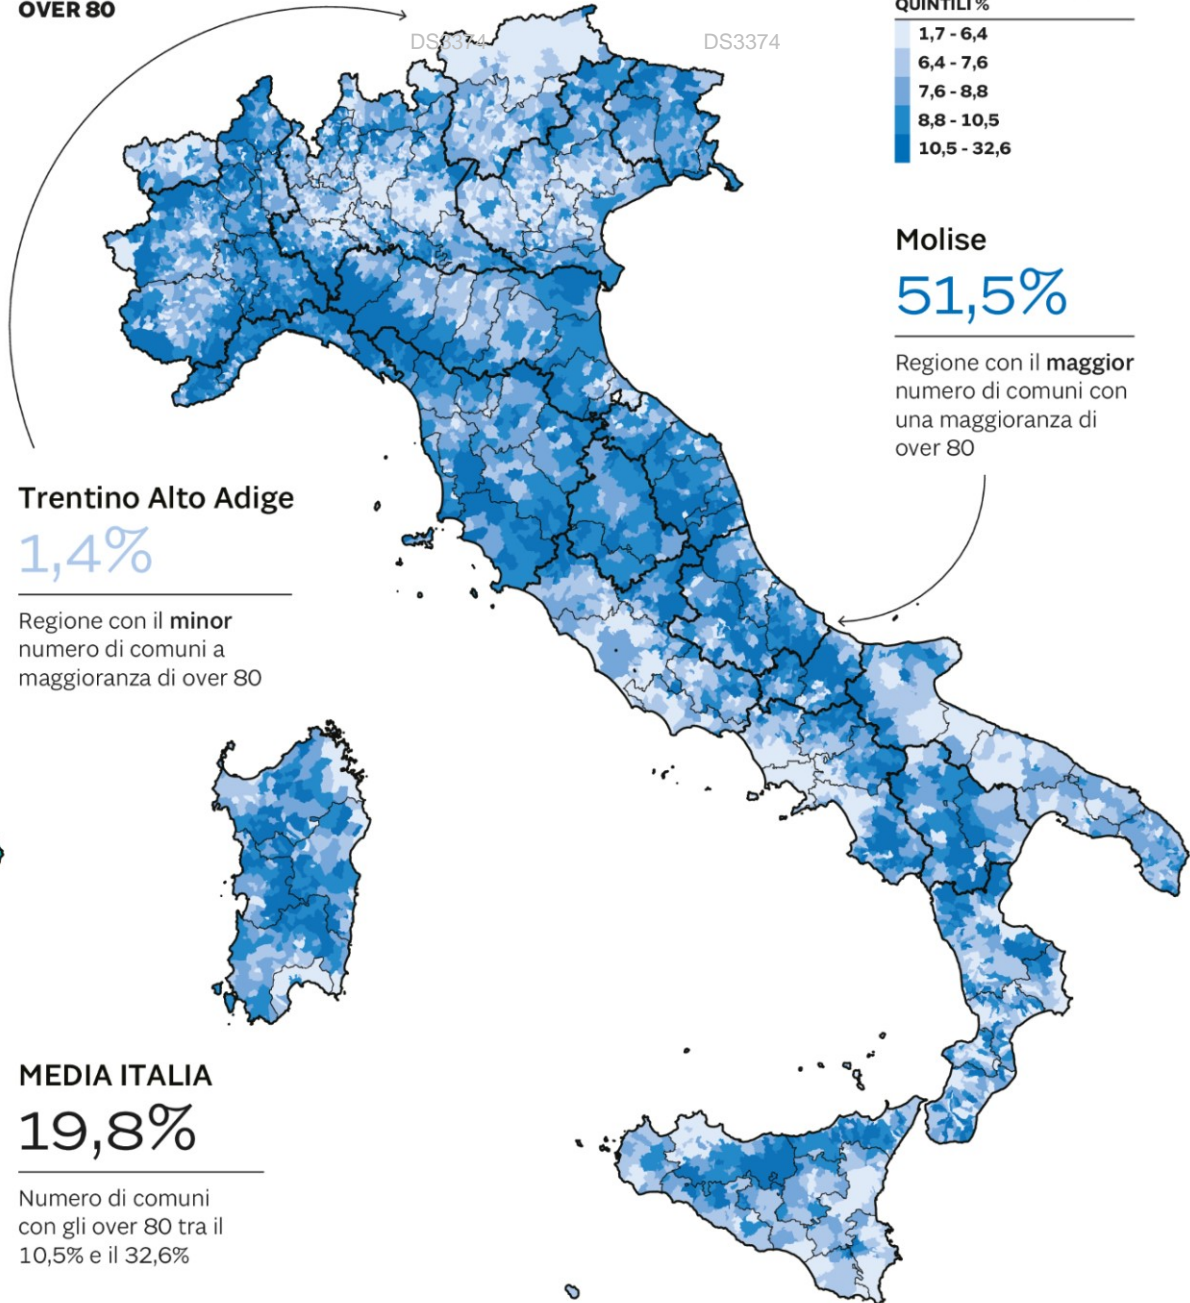 OVER 80
DS3374
DS3374
QUINTILI %
1,7 - 6,4
6,4 - 7,6
7,6 - 8,8
8,8 - 10,5
10,5 - 32,6
Molise
51,5%
Regione con il maggior
numero di comuni con
una maggioranza di
over 80
Trentino Alto Adige
1,4%
Regione con il minor
numero di comuni a
maggioranza di over 80
MEDIA ITALIA
19,8%
Numero di comuni
con gli over 80 tra il
10,5% e il 32,6%